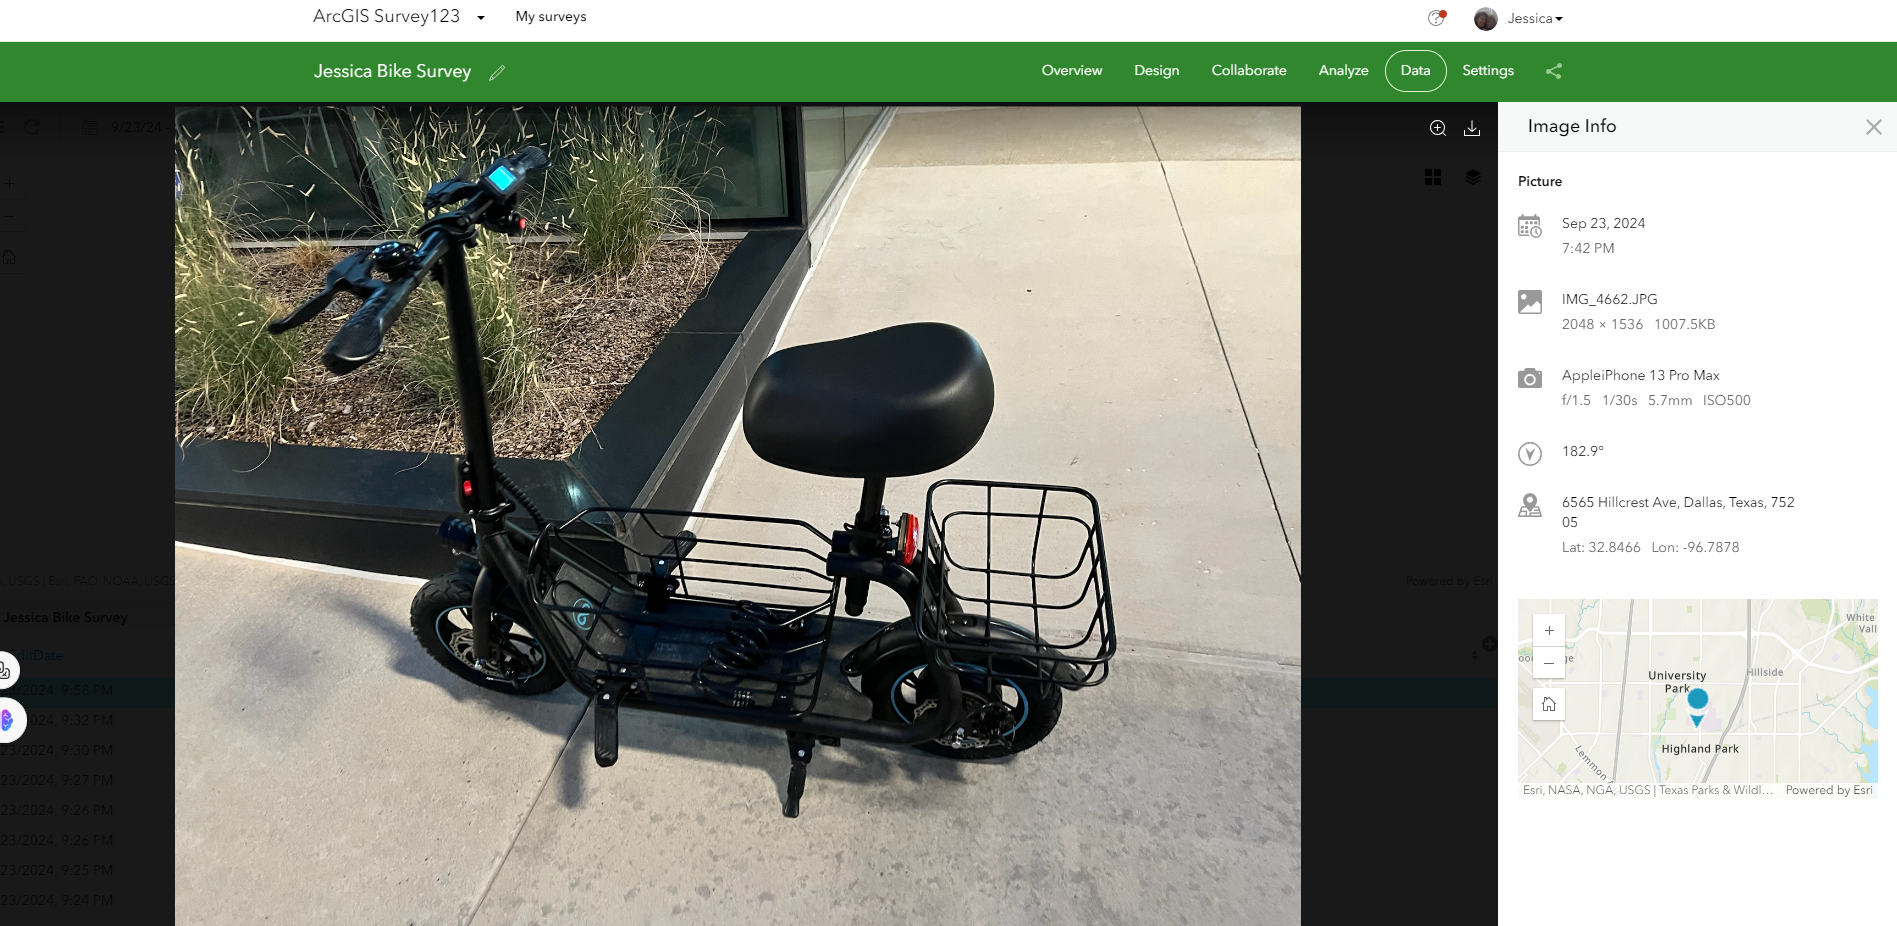 ArcGIS Survey123
My surveys
Jessica
Jessica Bike Survey
Overview
Design
Collaborate
Analyze
Data
Settings
9/23/24 -
Powered by Esri
Jessica Bike Survey
EditDate
2024, 9:58 PM
2024, 9:32 PM
23/2024, 9:30 PM
23/2024, 9:27 PM
23/2024, 9:26 PM
23/2024, 9:26 PM
23/2024, 9:25 PM
23/2024, 9:24 PM
USGS | Esri, FAO, NOAA, USGS
Image Info
Picture
Sep 23, 2024
7:42 PM
IMG_4662.JPG
2048 × 1536 1007.5KB
AppleiPhone 13 Pro Max
f/1.5 1/30s 5.7mm ISO500
182.9°
6565 Hillcrest Ave, Dallas, Texas, 752
05
Lat: 32.8466 Lon: -96.7878
White
Vall
Hillside
University
Park
Highland Park
Lemmon
Esri, NASA, NGA, USGS | Texas Parks & Wildl...
Powered by Esri